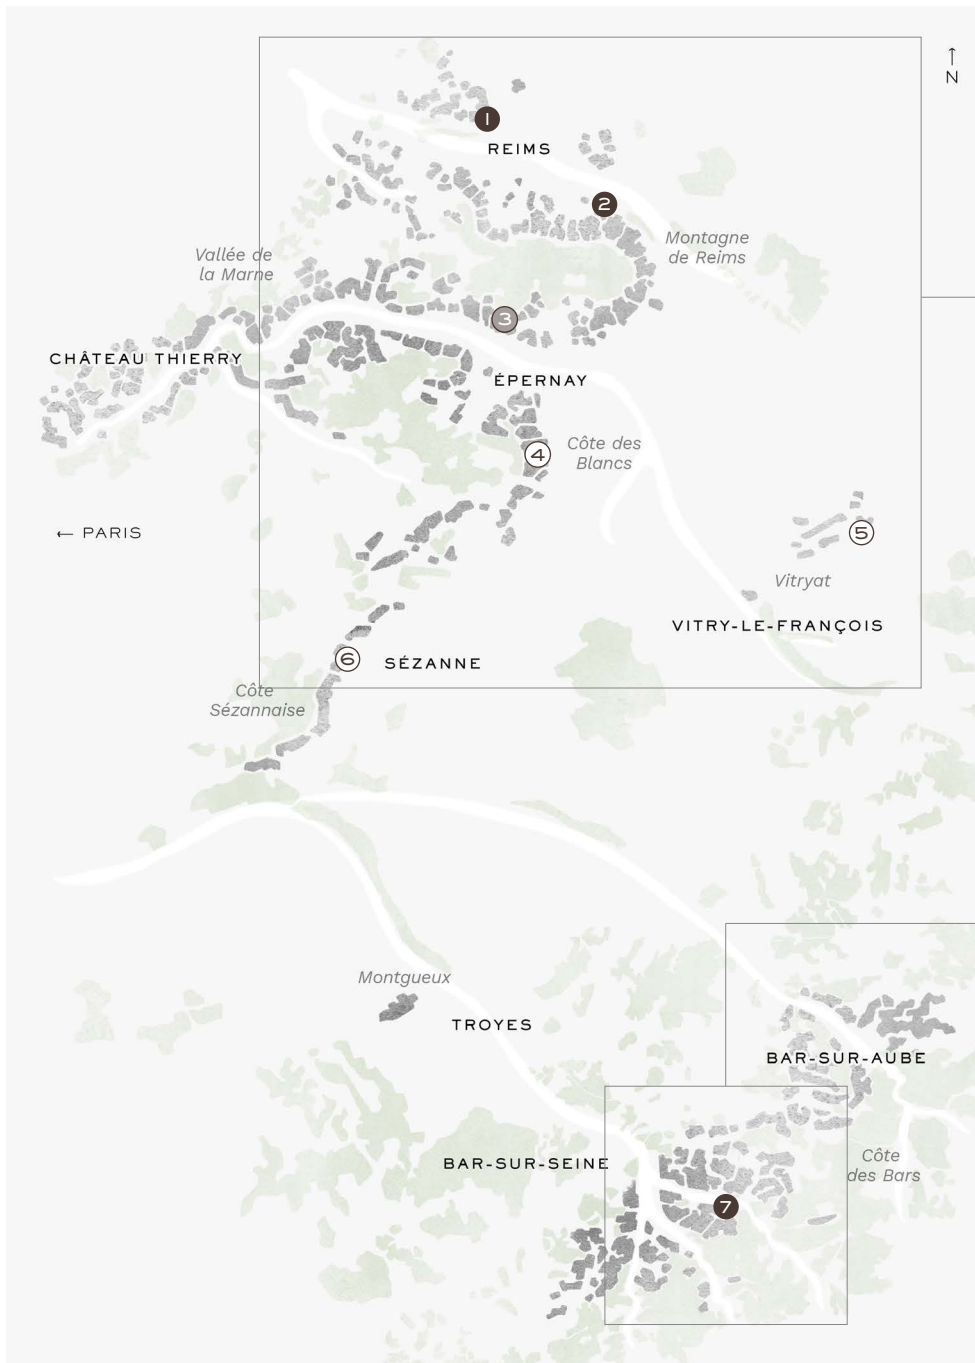 ↑
N
1
REIMS
2
Montagne
de Reims
Vallée de
la Marne
3
CHÂTEAU THIERRY
ÉPERNAY
Côte des
Blancs
4
← PARIS
5
Vitryat
VITRY-LE-FRANÇOIS
6
SÉZANNE
Côte
Sézannaise
Montgueux
TROYES
BAR-SUR-AUBE
BAR-SUR-SEINE
Côte
des Bars
7